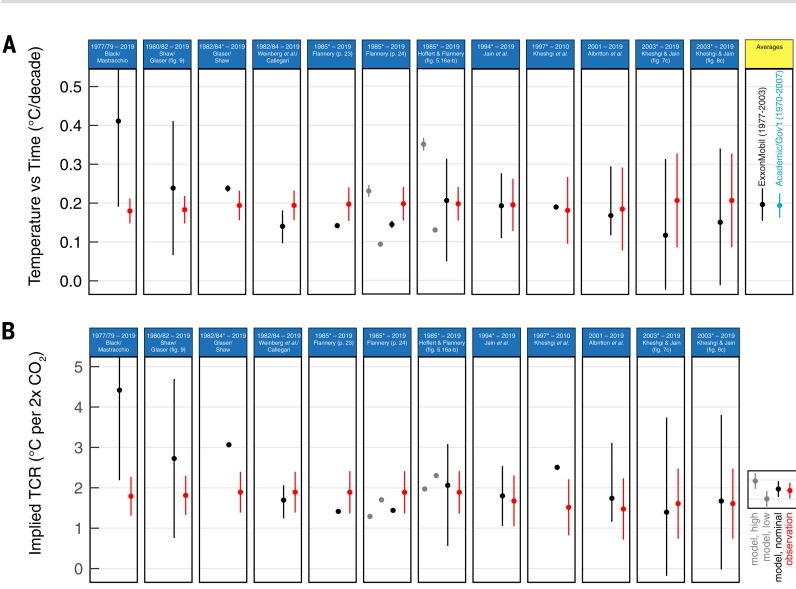 A
1977/79 – 2019
Black/
Mastracchio
1980/82 – 2019
Shaw/
Glaser (fig. 9)
1982/84* – 2019
Glaser/
Shaw
1982/84 – 2019
Weinberg et al./
Callegari
1985* – 2019
Flannery (p. 23)
1985* – 2019
Flannery (p. 24)
1985* – 2019
Hoffert & Flannery
(fig. 5.16a-b)
1994* – 2019
Jain et al.
1997* – 2010
Kheshgi et al.
2001 – 2019
Albritton et al.
2003* – 2019
Kheshgi & Jain
(fig. 7c)
2003* – 2019
Kheshgi & Jain
(fig. 8c)
Averages
Temperature vs Time (°C/decade)
0.5
0.4
0.3
0.2
0.1
0.0
ExxonMobil (1977-2003)
Academic/Gov't (1970-2007)
B
1977/79 – 2019
Black/
Mastracchio
1980/82 – 2019
Shaw/
Glaser (fig. 9)
1982/84* – 2019
Glaser/
Shaw
1982/84 – 2019
Weinberg et al./
Callegari
1985* – 2019
Flannery (p. 23)
1985* – 2019
Flannery (p. 24)
1985* – 2019
Hoffert & Flannery
(fig. 5.16a-b)
1994* – 2019
Jain et al.
1997* – 2010
Kheshgi et al.
2001 – 2019
Albritton et al.
2003* – 2019
Kheshgi & Jain
(fig. 7c)
2003* – 2019
Kheshgi & Jain
(fig. 8c)
Implied TCR (°C per 2x CO₂)
5
4
3
2
1
0
model, high
model, low
model, nominal
observation